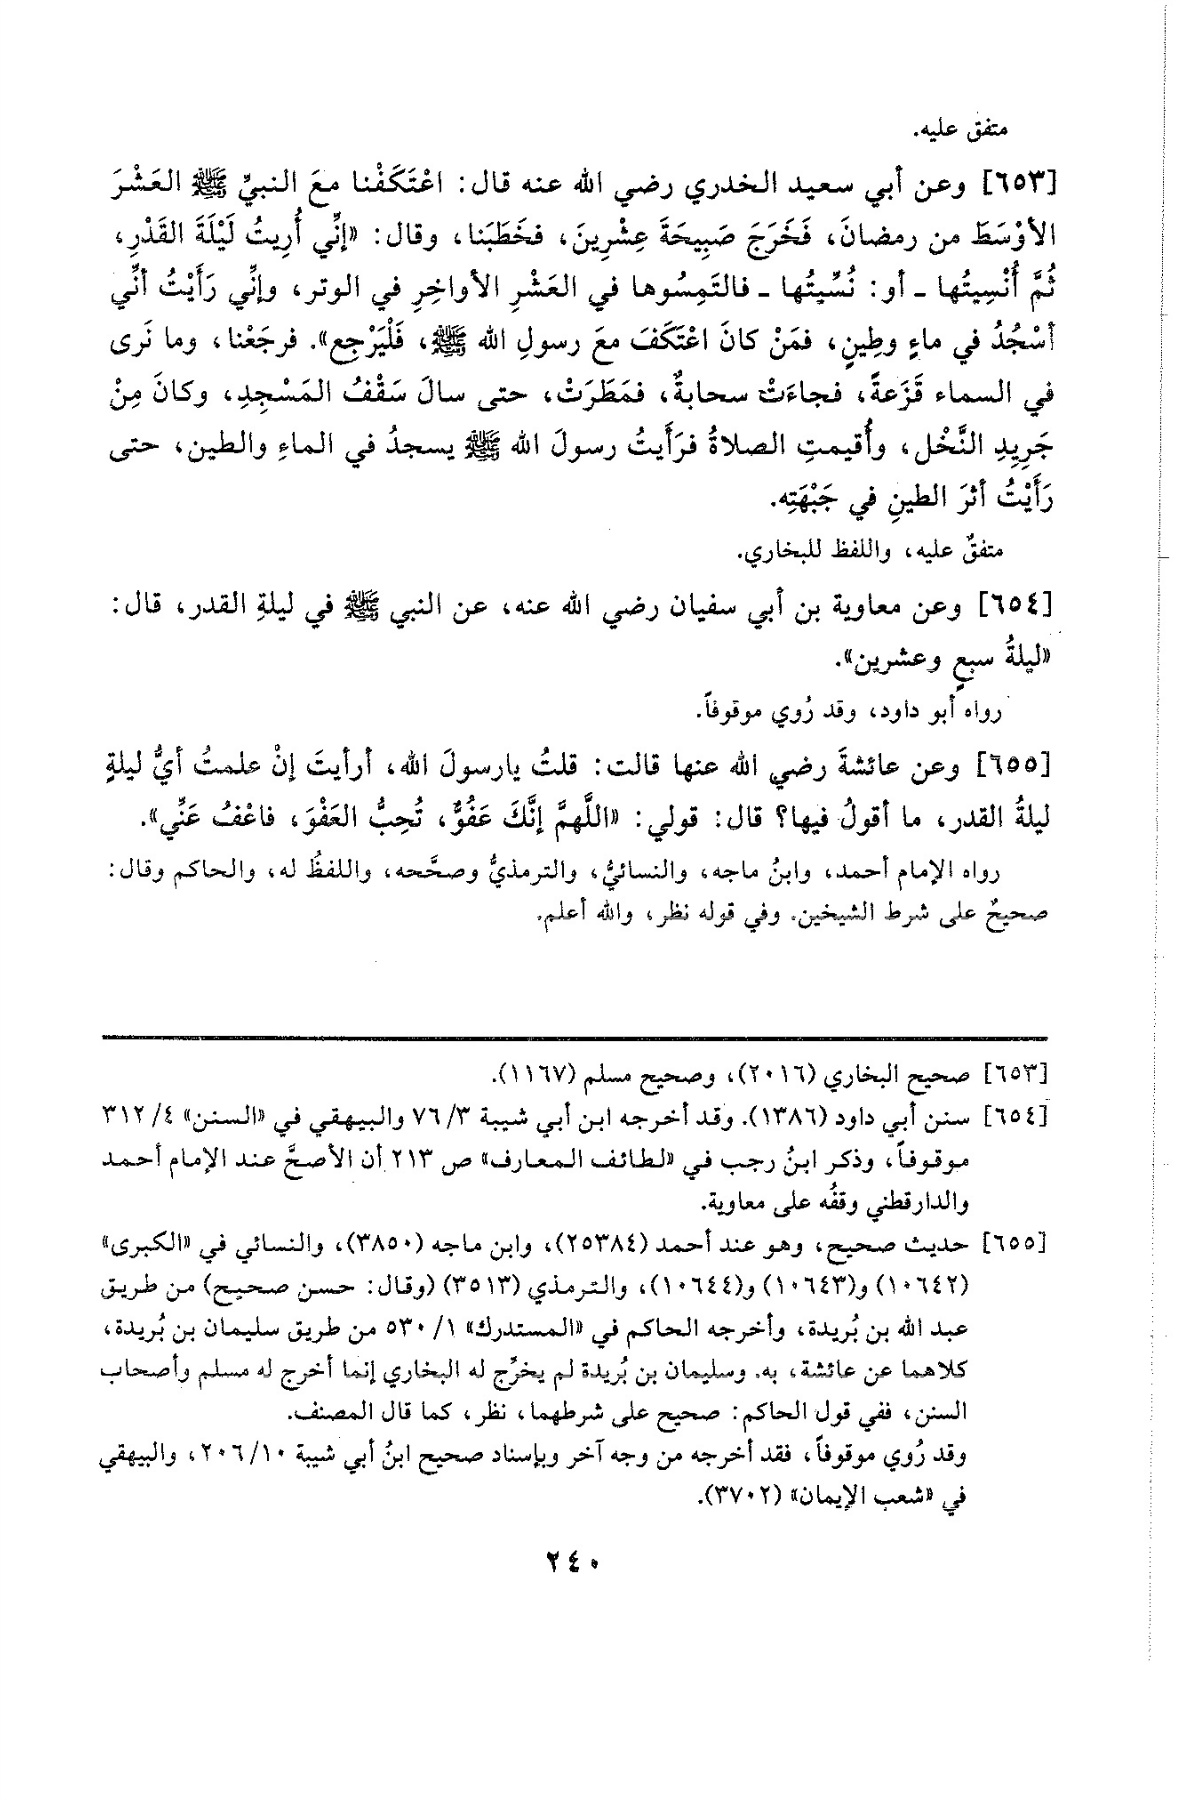 متفق عليه.
[٦٥٣] وعن أبي سعيد الخدري رضي الله عنه قال: اعْتَكَفْنا معَ النبيِّ ﷺ العَشْرَ
الأوْسَطَ من رمضانَ، فَخَرَجَ صَبِيحَةَ عِشْرِينَ، فخَطَبَنا، وقال: «إنِّي أُرِيتُ لَيْلَةَ القَدْرِ،
ثُمَّ أُنْسِيتُها ـ أو: نُسِّيتُها ـ فالتَمِسُوها في العَشْرِ الأواخِرِ في الوتر، وإنِّي رَأَيْتُ أنِّي
أسْجُدُ في ماءٍ وطِينٍ، فمَنْ كانَ اعْتَكَفَ معَ رسولِ الله ﷺ، فَلْيَرْجِع». فرجَعْنا، وما نَرى
في السماء قَزَعةً، فجاءَتْ سحابةٌ، فمَطَرَتْ، حتى سالَ سَقْفُ المَسْجِدِ، وكانَ مِنْ
جَرِيدِ النَّخْل، وأُقيمتِ الصلاةُ فرَأَيتُ رسولَ الله ﷺ يسجدُ في الماءِ والطين، حتى
رَأَيْتُ أثرَ الطينِ في جَبْهَتِه.
متفقٌ عليه، واللفظ للبخاري.
[٦٥٤] وعن معاوية بن أبي سفيان رضي الله عنه، عن النبي ﷺ في ليلةِ القدر، قال:
«ليلةُ سبعٍ وعشرين».
رواه أبو داود، وقد رُوي موقوفاً.
[٦٥٥] وعن عائشةَ رضي الله عنها قالت: قلتُ يارسولَ الله، أرأيتَ إنْ علمتُ أيُّ ليلةٍ
ليلةُ القدر، ما أقولُ فيها؟ قال: قولي: «اللَّهمَّ إنَّكَ عَفُوٌّ، تُحِبُّ العَفْوَ، فاعْفُ عَنِّي».
رواه الإمام أحمد، وابنُ ماجه، والنسائيُّ، والترمذيُّ وصحَّحه، واللفظُ له، والحاكم وقال:
صحيحٌ على شرط الشيخين. وفي قوله نظر، والله أعلم.
[٦٥٣] صحيح البخاري (٢٠١٦)، وصحيح مسلم (١١٦٧).
[٦٥٤] سنن أبي داود (١٣٨٦). وقد أخرجه ابن أبي شيبة ٣/ ٧٦ والبيهقي في «السنن» ٤/ ٣١٢
موقوفاً، وذكر ابنُ رجب في «لطائف المعارف» ص ٢١٣ أن الأصحَّ عند الإمام أحمد
والدارقطني وقفُه على معاوية.
[٦٥٥] حديث صحيح، وهو عند أحمد (٢٥٣٨٤)، وابن ماجه (٣٨٥٠)، والنسائي في «الكبرى»
(١٠٦٤٢) و(١٠٦٤٣) و(١٠٦٤٤)، والترمذي (٣٥١٣) (وقال: حسن صحيح) من طريق
عبد الله بن بُريدة، وأخرجه الحاكم في «المستدرك» ١/ ٥٣٠ من طريق سليمان بن بُريدة،
كلاهما عن عائشة، به. وسليمان بن بُريدة لم يخرِّج له البخاري إنما أخرج له مسلم وأصحاب
السنن، ففي قول الحاكم: صحيح على شرطهما، نظر، كما قال المصنف.
وقد رُوي موقوفاً، فقد أخرجه من وجه آخر وبإسناد صحيح ابنُ أبي شيبة ١٠/ ٢٠٦، والبيهقي
في «شعب الإيمان» (٣٧٠٢).
٢٤٠